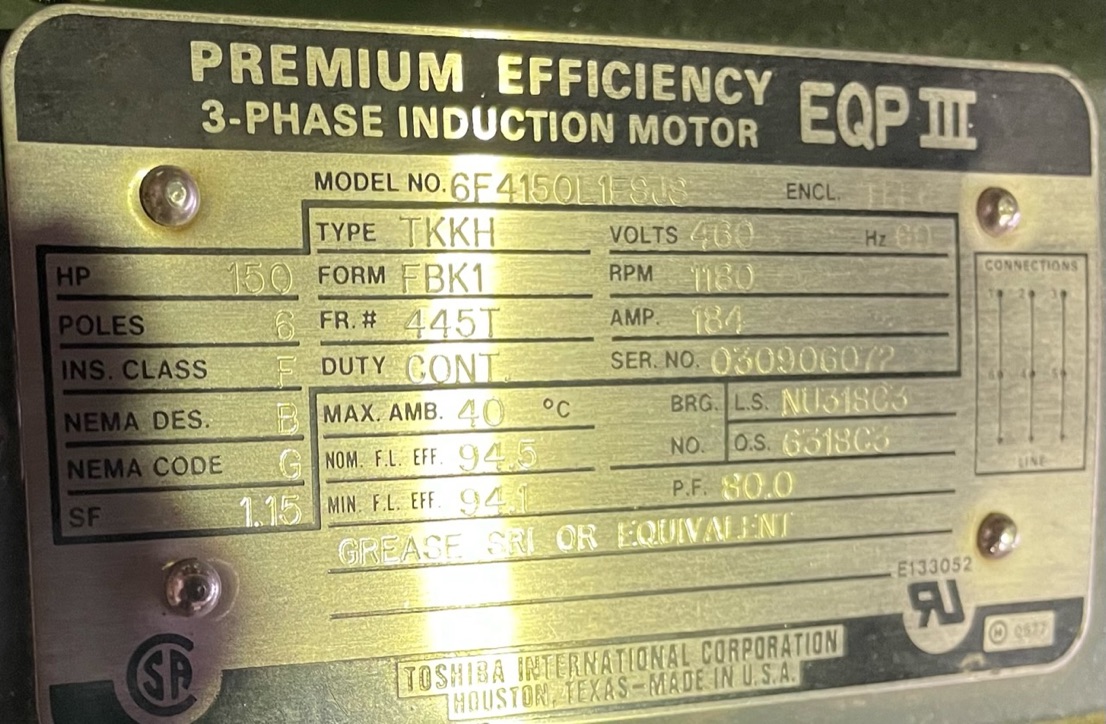 PREMIUM EFFICIENCY
3-PHASE INDUCTION MOTOR
EQP III
MODEL NO. ENCL.
TYPE TKKH VOLTS 460 Hz 60
HP 150 FORM FBK1 RPM 1180
POLES 6 FR. # 445T AMP. 184
INS. CLASS F DUTY CONT. SER. NO. 030906072
NEMA DES. B MAX. AMB. 40 °C BRG. L.S. NU318C3
NEMA CODE G NOM. F.L. EFF. 94.5 NO. O.S. 6318C3
SF 1.15 MIN. F.L. EFF. 94.1 P.F. 80.0
GREASE SRI OR EQUIVALENT
CONNECTIONS
1 2 3
6 4 5
LINE
E133052
SA
TOSHIBA INTERNATIONAL CORPORATION
HOUSTON, TEXAS-MADE IN U.S.A.